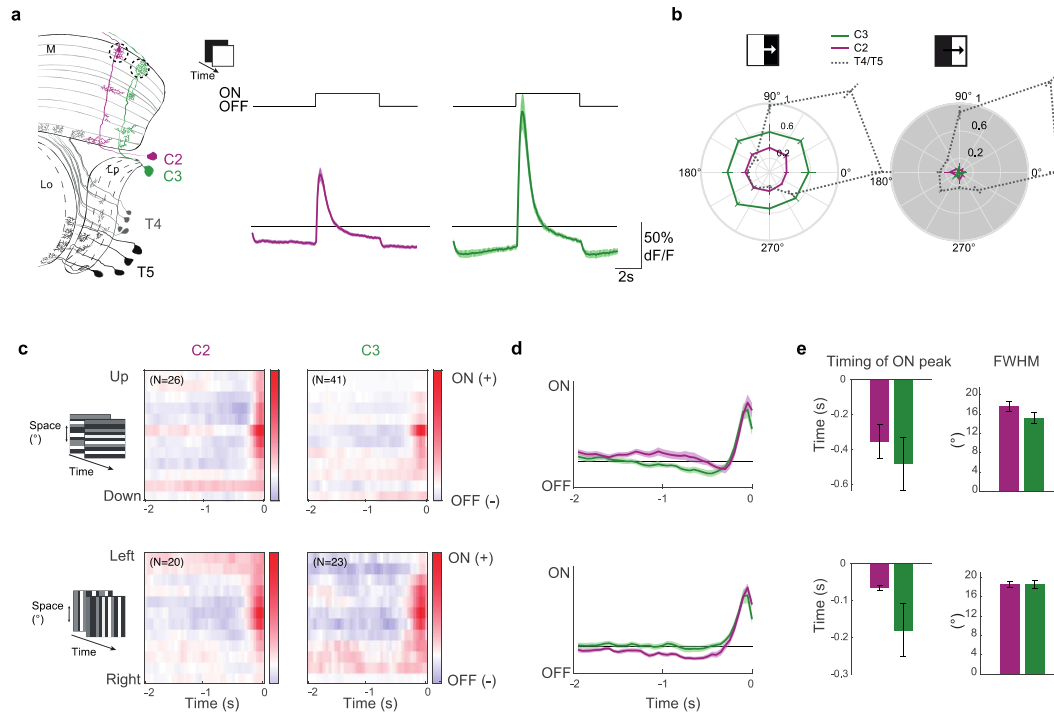 a
M
Lo
Lp
C2
C3
T4
T5
Time
ON
OFF
50%
dF/F
2s
b
C3
C2
T4/T5
90°
1
0.6
0.2
180°
0°
270°
90°
1
0.6
0.2
180°
0°
270°
c
C2
C3
Up
(N=26)
(N=41)
ON (+)
Space
(°)
Time
Down
OFF (-)
-2
-1
0
-2
-1
0
Left
(N=20)
(N=23)
ON (+)
Space
(°)
Time
Right
OFF (-)
-2
-1
0
-2
-1
0
Time (s)
Time (s)
d
ON
OFF
-2
-1
0
ON
OFF
-2
-1
0
Time (s)
e
Timing of ON peak
FWHM
Time (s)
0
-0.2
-0.4
-0.6
(°)
20
16
12
8
4
0
Time (s)
0
-0.1
-0.2
-0,3
(°)
20
16
12
8
4
0